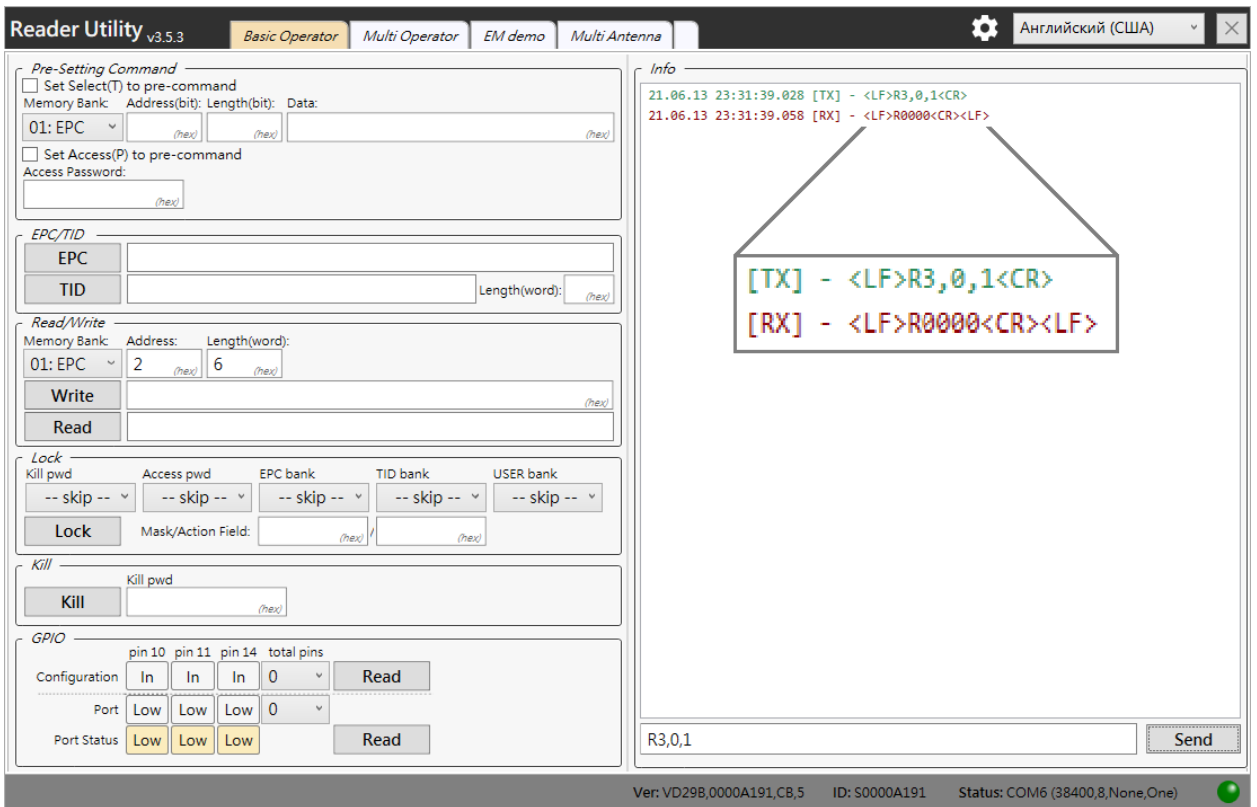 Reader Utility v3.5.3
Basic Operator
Multi Operator
EM demo
Multi Antenna
Английский (США)
Pre-Setting Command
Set Select(T) to pre-command
Memory Bank: Address(bit): Length(bit): Data:
01: EPC (hex) (hex) (hex)
Set Access(P) to pre-command
Access Password:
(hex)
EPC/TID
EPC
TID Length(word): (hex)
Read/Write
Memory Bank: Address: Length(word):
01: EPC 2 (hex) 6 (hex)
Write (hex)
Read
Lock
Kill pwd Access pwd EPC bank TID bank USER bank
-- skip -- -- skip -- -- skip -- -- skip -- -- skip --
Lock Mask/Action Field: (hex) / (hex)
Kill
Kill pwd
Kill (hex)
GPIO
pin 10 pin 11 pin 14 total pins
Configuration In In In 0 Read
Port Low Low Low 0
Port Status Low Low Low Read
Info
21.06.13 23:31:39.028 [TX] - <LF>R3,0,1<CR>
21.06.13 23:31:39.058 [RX] - <LF>R0000<CR><LF>
[TX] - <LF>R3,0,1<CR>
[RX] - <LF>R0000<CR><LF>
R3,0,1 Send
Ver: VD29B,0000A191,CB,5 ID: S0000A191 Status: COM6 (38400,8,None,One)